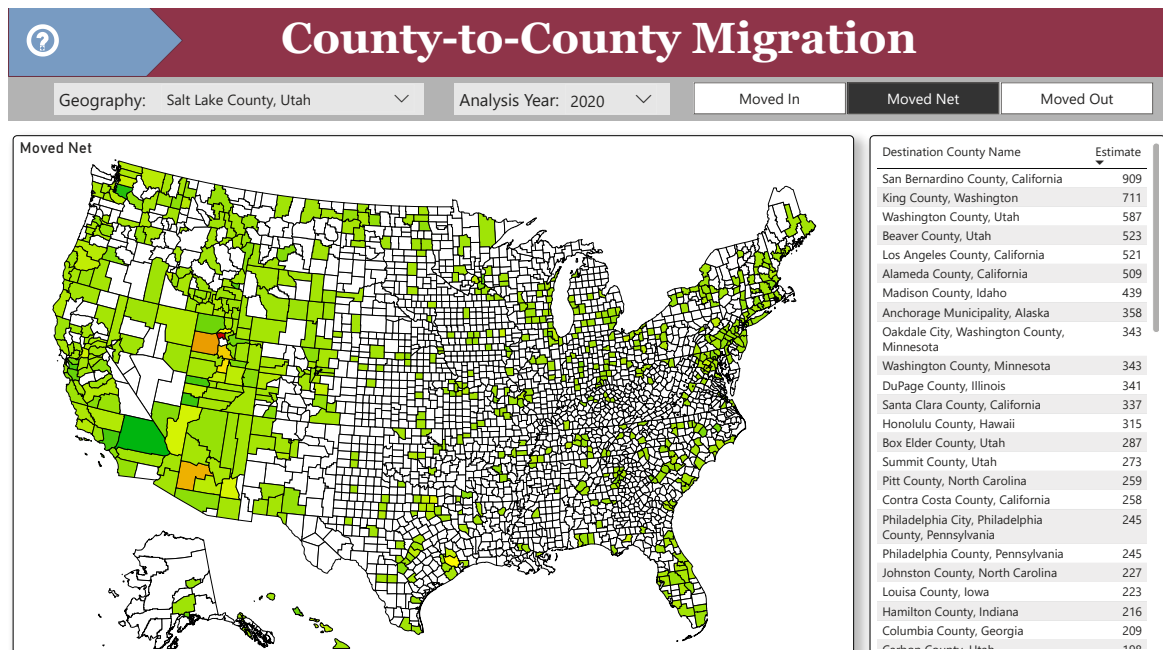 County-to-County Migration
Geography: Salt Lake County, Utah
Analysis Year: 2020
Moved In
Moved Net
Moved Out
Moved Net
Destination County Name Estimate
San Bernardino County, California 909
King County, Washington 711
Washington County, Utah 587
Beaver County, Utah 523
Los Angeles County, California 521
Alameda County, California 509
Madison County, Idaho 439
Anchorage Municipality, Alaska 358
Oakdale City, Washington County, 343
Minnesota
Washington County, Minnesota 343
DuPage County, Illinois 341
Santa Clara County, California 337
Honolulu County, Hawaii 315
Box Elder County, Utah 287
Summit County, Utah 273
Pitt County, North Carolina 259
Contra Costa County, California 258
Philadelphia City, Philadelphia 245
County, Pennsylvania
Philadelphia County, Pennsylvania 245
Johnston County, North Carolina 227
Louisa County, Iowa 223
Hamilton County, Indiana 216
Columbia County, Georgia 209
Carbon County, Utah 198